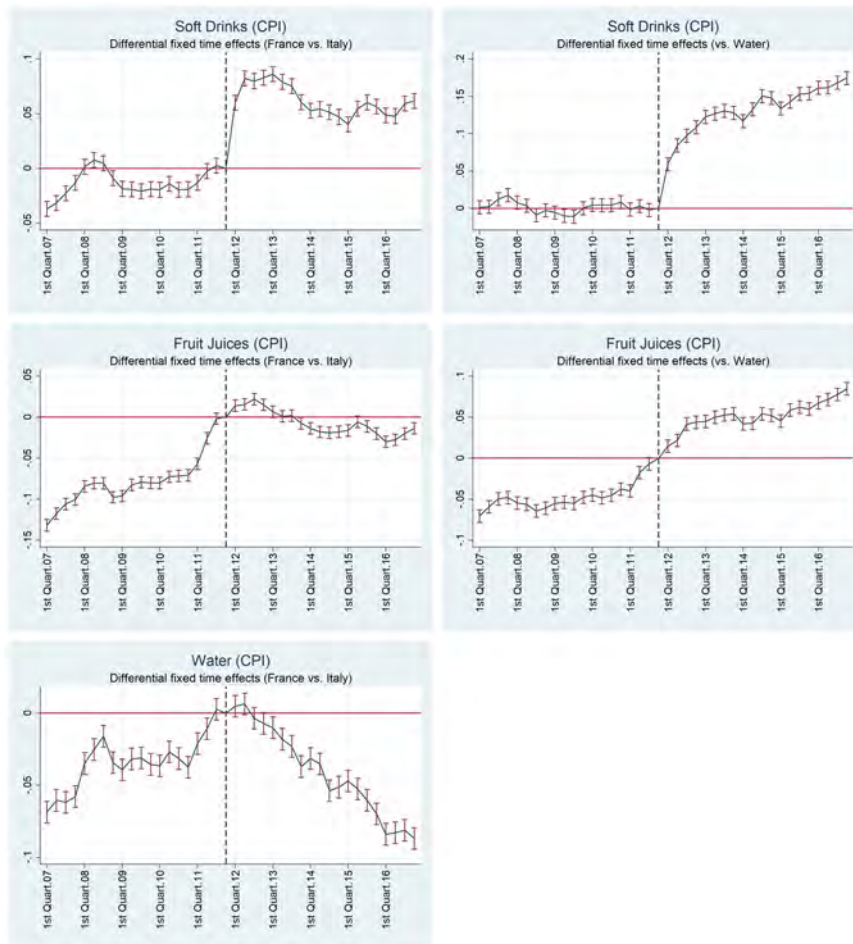 Soft Drinks (CPI)
Differential fixed time effects (France vs. Italy)
.1
.05
0
.05
1st Quart.07
1st Quart.08
1st Quart.09
1st Quart.10
1st Quart.11
1st Quart.12
1st Quart.13
1st Quart.14
1st Quart.15
1st Quart.16
Soft Drinks (CPI)
Differential fixed time effects (vs. Water)
.2
.15
.1
.05
0
1st Quart.07
1st Quart.08
1st Quart.09
1st Quart.10
1st Quart.11
1st Quart.12
1st Quart.13
1st Quart.14
1st Quart.15
1st Quart.16
Fruit Juices (CPI)
Differential fixed time effects (France vs. Italy)
.05
0
-.05
-.1
-.15
1st Quart.07
1st Quart.08
1st Quart.09
1st Quart.10
1st Quart.11
1st Quart.12
1st Quart.13
1st Quart.14
1st Quart.15
1st Quart.16
Fruit Juices (CPI)
Differential fixed time effects (vs. Water)
.1
.05
0
-.05
-.1
1st Quart.07
1st Quart.08
1st Quart.09
1st Quart.10
1st Quart.11
1st Quart.12
1st Quart.13
1st Quart.14
1st Quart.15
1st Quart.16
Water (CPI)
Differential fixed time effects (France vs. Italy)
0
-.05
-.1
1st Quart.07
1st Quart.08
1st Quart.09
1st Quart.10
1st Quart.11
1st Quart.12
1st Quart.13
1st Quart.14
1st Quart.15
1st Quart.16